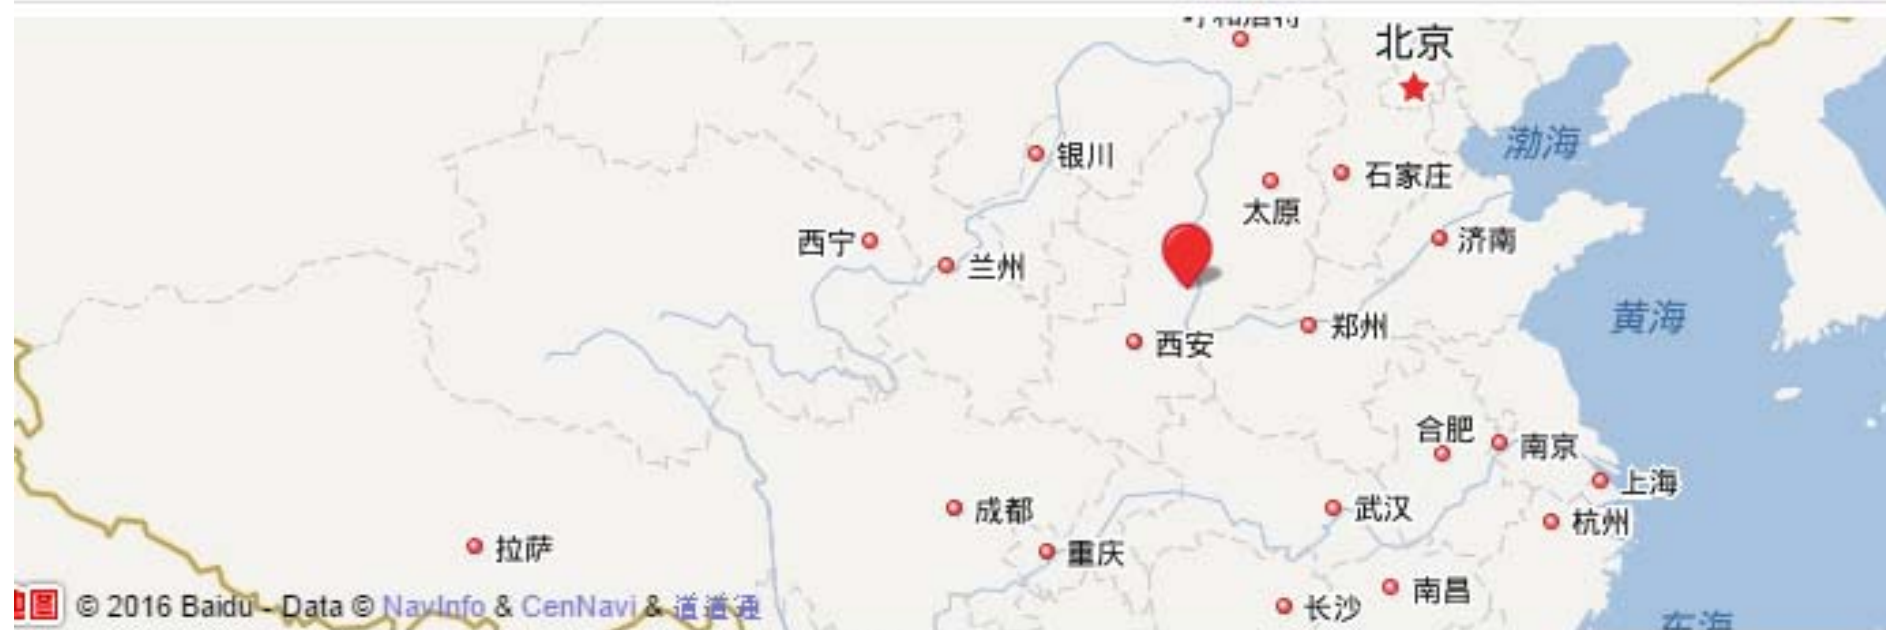 北京
渤海
银川
石家庄
太原
西宁
济南
兰州
黄海
郑州
西安
合肥
南京
上海
成都
武汉
杭州
拉萨
重庆
南昌
© 2016 Baidu - Data © NavInfo & CenNavi & 道道通
长沙
东海